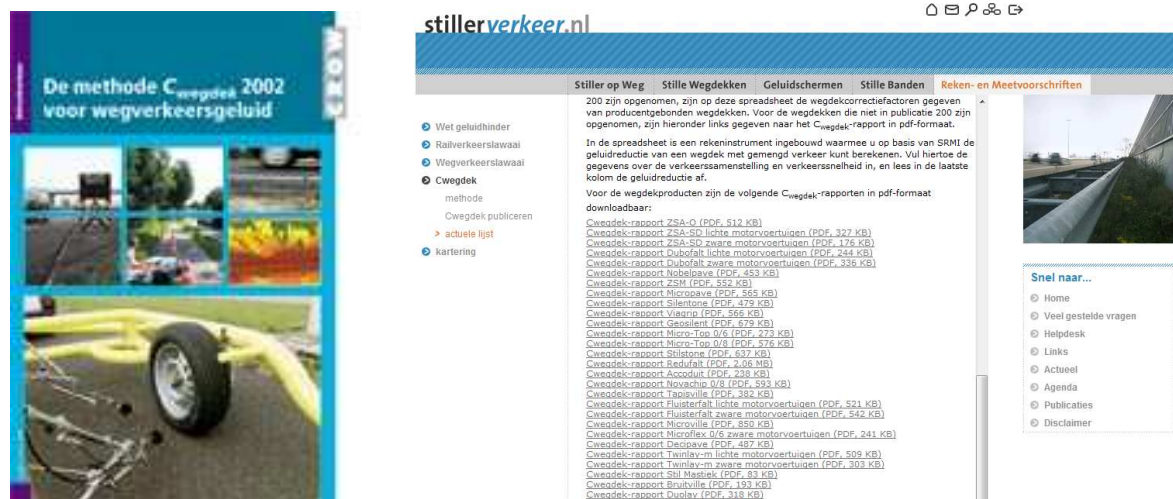 De methode Cwegdek 2002
voor wegverkeersgeluid
CROW
stillerverkeer.nl
Stiller op Weg Stille Wegdekken Geluidschermen Stille Banden Reken- en Meetvoorschriften
Wet geluidhinder
Railverkeerslawaai
Wegverkeerslawaai
Cwegdek
methode
Cwegdek publiceren
> actuele lijst
kartering
200 zijn opgenomen, zijn op deze spreadsheet de wegdekcorrectiefactoren gegeven
van producentgebonden wegdekken. Voor de wegdekken die niet in publicatie 200 zijn
opgenomen, zijn hieronder links gegeven naar het Cwegdek-rapport in pdf-formaat.
In de spreadsheet is een rekeninstrument ingebouwd waarmee u op basis van SRMI de
geluidreductie van een wegdek met gemengd verkeer kunt berekenen. Vul hiertoe de
gegevens over de verkeerssamenstelling en verkeerssnelheid in, en lees in de laatste
kolom de geluidreductie af.
Voor de wegdekproducten zijn de volgende Cwegdek-rapporten in pdf-formaat
downloadbaar:
Cwegdek-rapport ZSA-O (PDF, 512 KB)
Cwegdek-rapport ZSA-SD lichte motorvoertuigen (PDF, 327 KB)
Cwegdek-rapport ZSA-SD zware motorvoertuigen (PDF, 176 KB)
Cwegdek-rapport Dubofalt lichte motorvoertuigen (PDF, 244 KB)
Cwegdek-rapport Dubofalt zware motorvoertuigen (PDF, 336 KB)
Cwegdek-rapport Nobelpave (PDF, 453 KB)
Cwegdek-rapport ZSM (PDF, 552 KB)
Cwegdek-rapport Micropave (PDF, 565 KB)
Cwegdek-rapport Silentone (PDF, 479 KB)
Cwegdek-rapport Viagrip (PDF, 566 KB)
Cwegdek-rapport Geosilent (PDF, 679 KB)
Cwegdek-rapport Micro-Top 0/6 (PDF, 273 KB)
Cwegdek-rapport Micro-Top 0/8 (PDF, 576 KB)
Cwegdek-rapport Stilstone (PDF, 637 KB)
Cwegdek-rapport Redufalt (PDF, 2.06 MB)
Cwegdek-rapport Accoduit (PDF, 238 KB)
Cwegdek-rapport Novachip 0/8 (PDF, 593 KB)
Cwegdek-rapport Tapisville (PDF, 382 KB)
Cwegdek-rapport Fluisterfalt lichte motorvoertuigen (PDF, 521 KB)
Cwegdek-rapport Fluisterfalt zware motorvoertuigen (PDF, 542 KB)
Cwegdek-rapport Microville (PDF, 850 KB)
Cwegdek-rapport Microflex 0/6 zware motorvoertuigen (PDF, 241 KB)
Cwegdek-rapport Decipave (PDF, 487 KB)
Cwegdek-rapport Twinlay-m lichte motorvoertuigen (PDF, 509 KB)
Cwegdek-rapport Twinlay-m zware motorvoertuigen (PDF, 303 KB)
Cwegdek-rapport Stil Mastiek (PDF, 83 KB)
Cwegdek-rapport Bruitville (PDF, 193 KB)
Cwegdek-rapport Duolay (PDF, 318 KB)
Snel naar...
Home
Veel gestelde vragen
Helpdesk
Links
Actueel
Agenda
Publicaties
Disclaimer